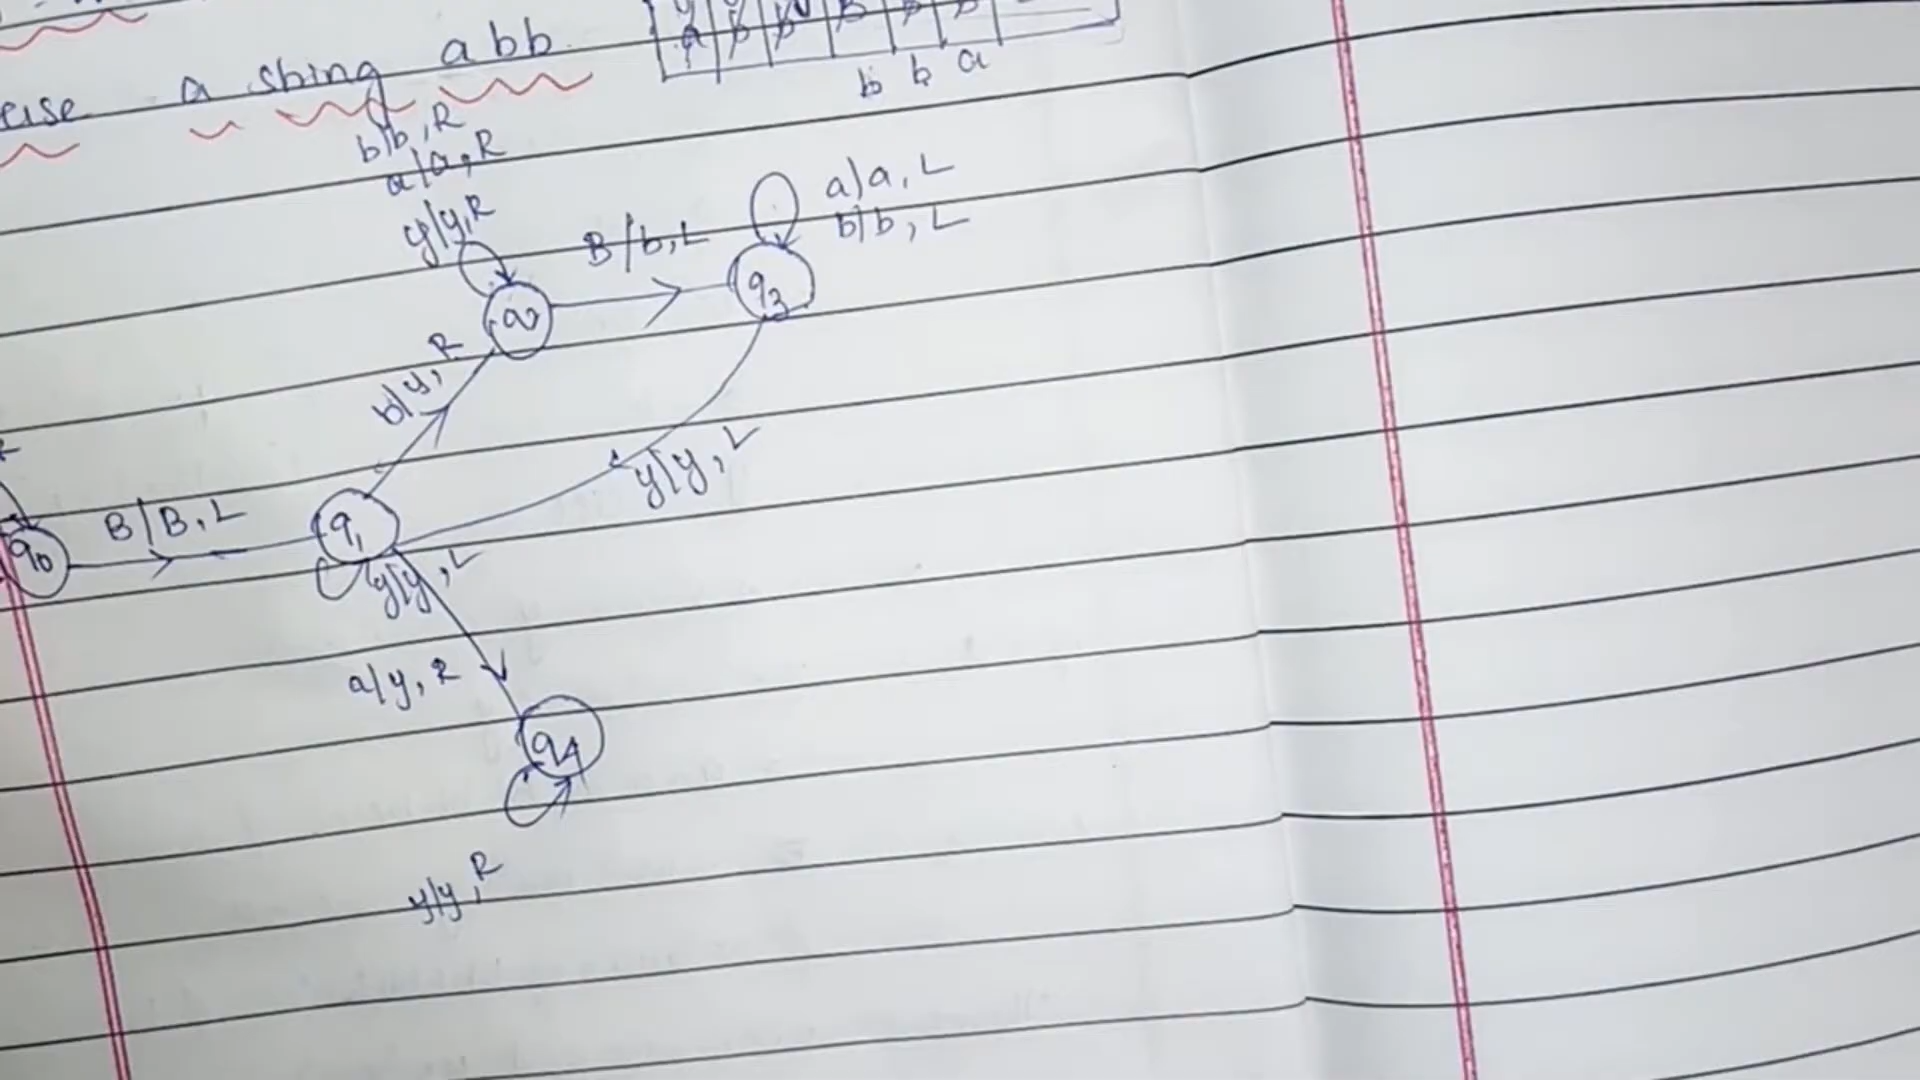 a string abb
b b a
b/b, R
a/a, R
y/y, R
B/b, L
a/a, L
b/b, L
q3
b/y, R
y/y, L
q0
B/B, L
q1
y/y, L
a/y, R
q4
y/y, R